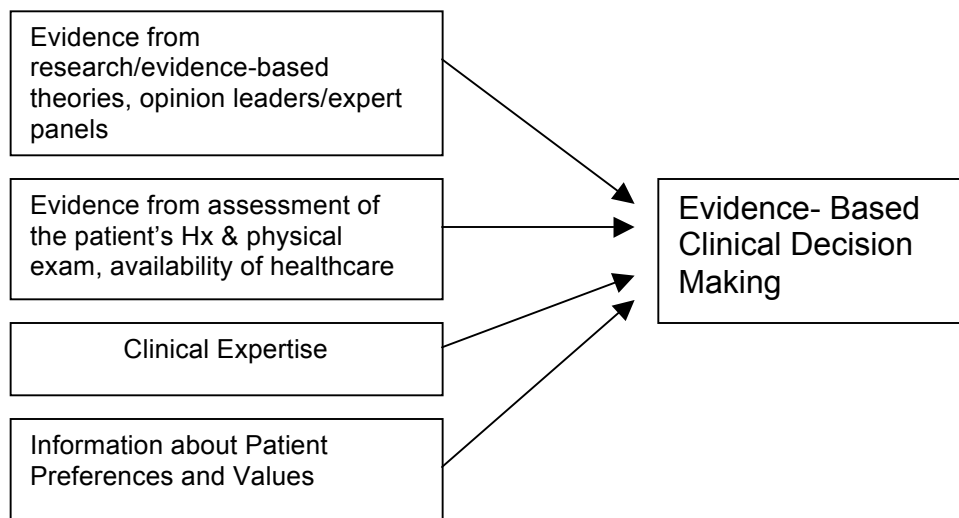 Evidence from
research/evidence-based
theories, opinion leaders/expert
panels
Evidence from assessment of
the patient's Hx & physical
exam, availability of healthcare
Clinical Expertise
Information about Patient
Preferences and Values
Evidence- Based
Clinical Decision
Making